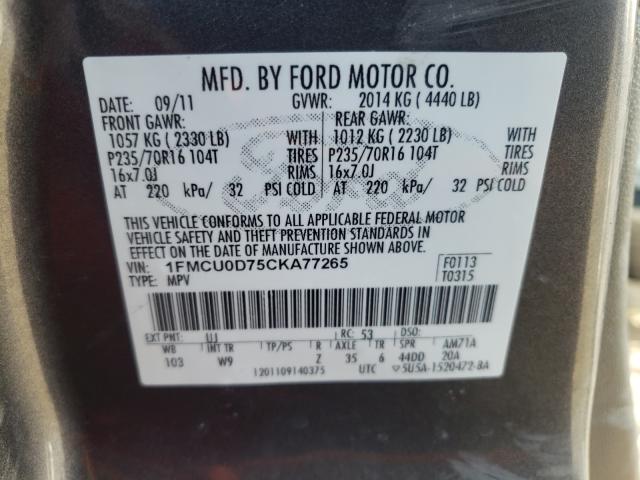 MFD. BY FORD MOTOR CO.
DATE: 09/11 GVWR: 2014 KG ( 4440 LB)
FRONT GAWR: REAR GAWR:
1057 KG ( 2330 LB) WITH 1012 KG ( 2230 LB) WITH
P235/70R16 104T TIRES P235/70R16 104T TIRES
16x7.0J RIMS 16x7.0J RIMS
AT 220 kPa/ 32 PSI COLD AT 220 kPa/ 32 PSI COLD
Ford
THIS VEHICLE CONFORMS TO ALL APPLICABLE FEDERAL MOTOR
VEHICLE SAFETY AND THEFT PREVENTION STANDARDS IN
EFFECT ON THE DATE OF MANUFACTURE SHOWN ABOVE.
VIN: 1FMCU0D75CKA77265 F0113
TYPE: MPV T0315
EXT PNT: UJ RC: 53 DSO:
WB INT TR TP/PS R AXLE TR SPR AM71A
103 W9 Z 35 6 44DD 20A
1201109140375 UTC 5U5A-1520472-BA